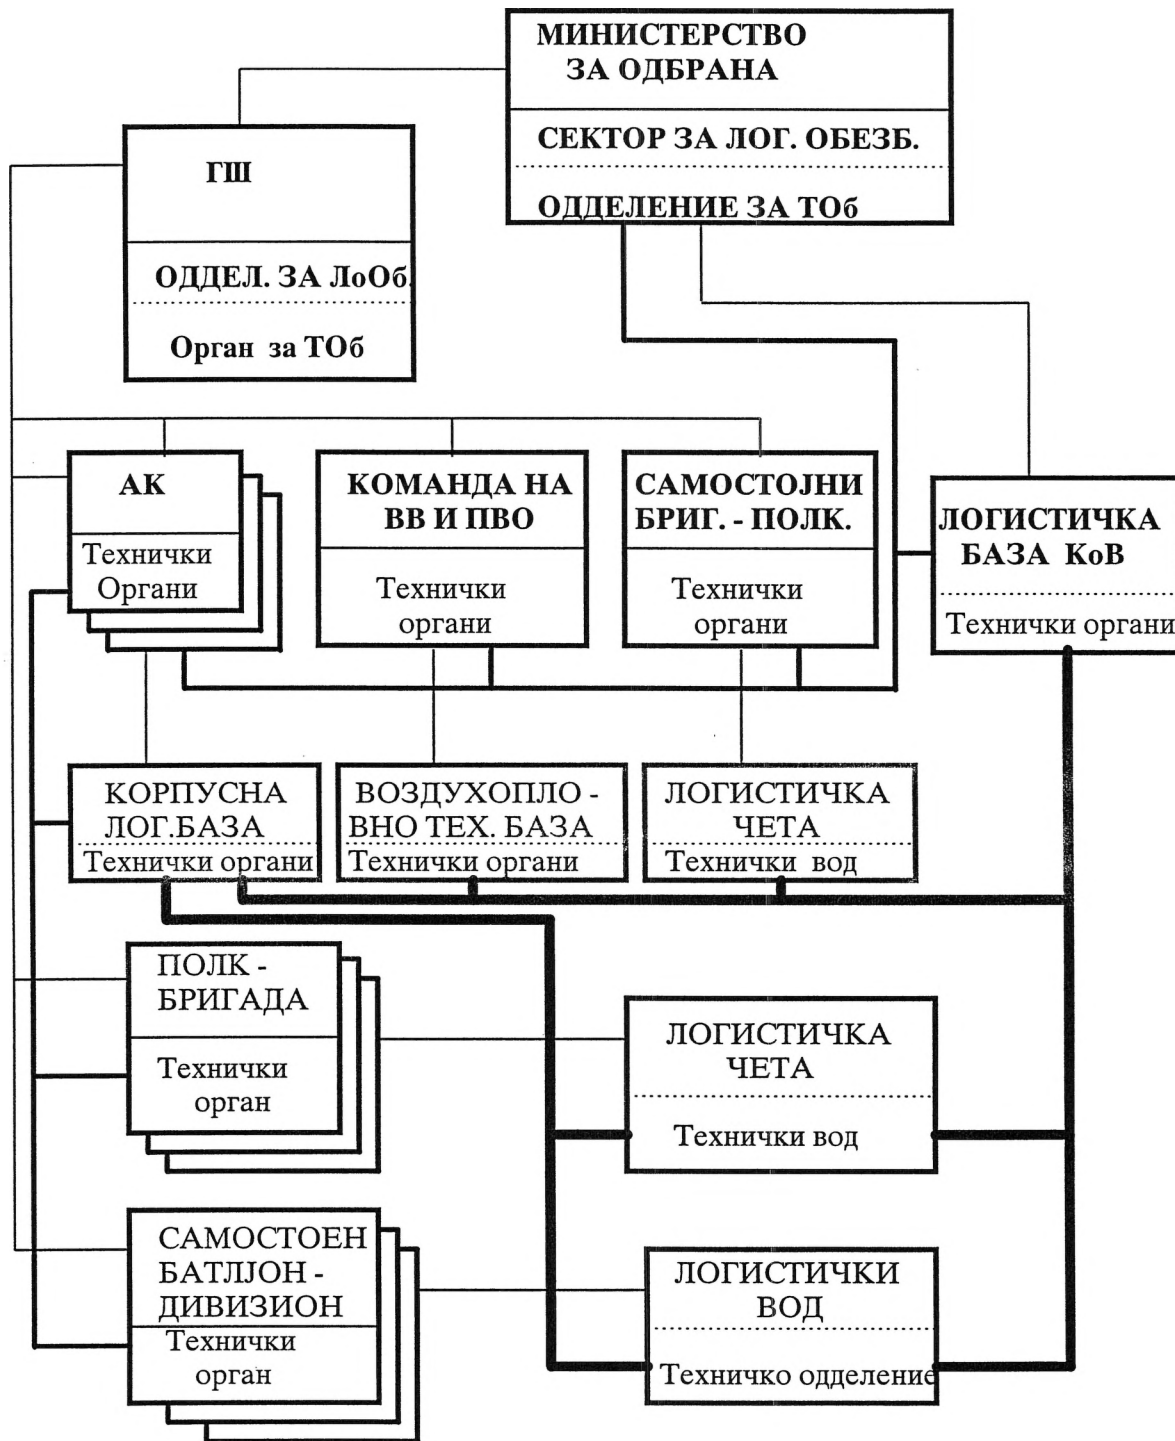 МИНИСТЕРСТВО
ЗА ОДБРАНА
СЕКТОР ЗА ЛОГ. ОБЕЗБ.
ОДДЕЛЕНИЕ ЗА ТОб
ГШ
ОДДЕЛ. ЗА ЛоОб.
Орган за ТОб
АК
Технички
Органи
КОМАНДА НА
ВВ И ПВО
Технички
органи
САМОСТОЈНИ
БРИГ. - ПОЛК.
Технички
органи
ЛОГИСТИЧКА
БАЗА КоВ
Технички органи
КОРПУСНА
ЛОГ.БАЗА
Технички органи
ВОЗДУХОПЛО -
ВНО ТЕХ. БАЗА
Технички органи
ЛОГИСТИЧКА
ЧЕТА
Технички вод
ПОЛК -
БРИГАДА
Технички
орган
ЛОГИСТИЧКА
ЧЕТА
Технички вод
САМОСТОЕН
БАТЛЈОН -
ДИВИЗИОН
Технички
орган
ЛОГИСТИЧКИ
ВОД
Техничко одделение